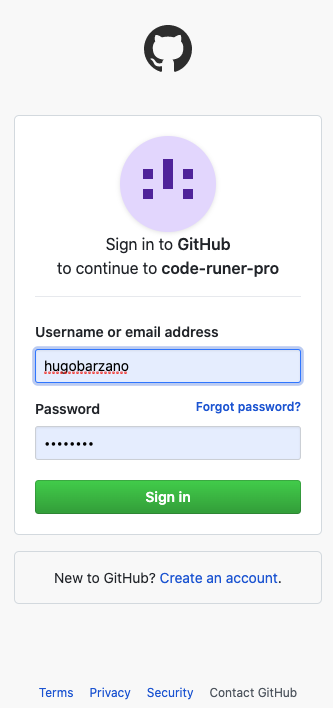 Sign in to GitHub
to continue to code-runer-pro
Username or email address
hugobarzano
Password Forgot password?
••••••••
Sign in
New to GitHub? Create an account.
Terms Privacy Security Contact GitHub